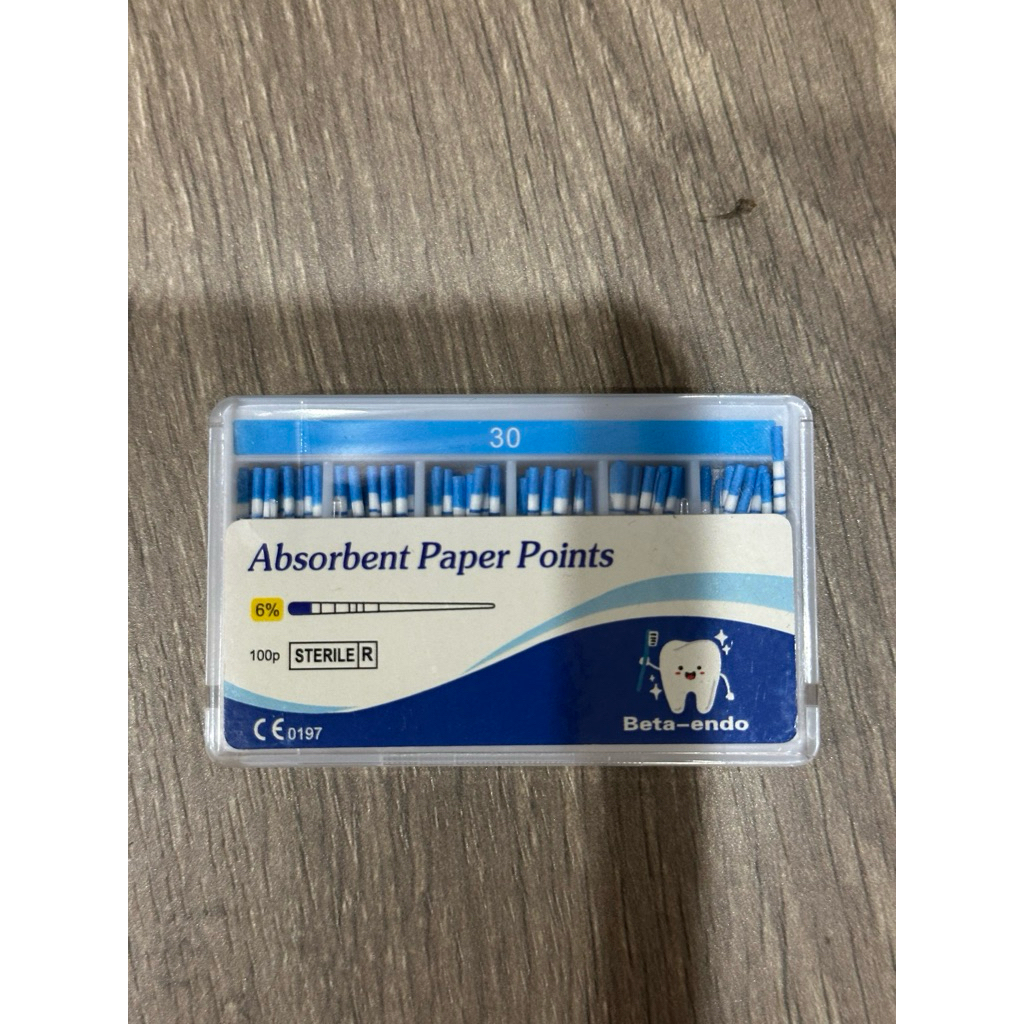 30
Absorbent Paper Points
6%
100p STERILE R
CE 0197
Beta-endo